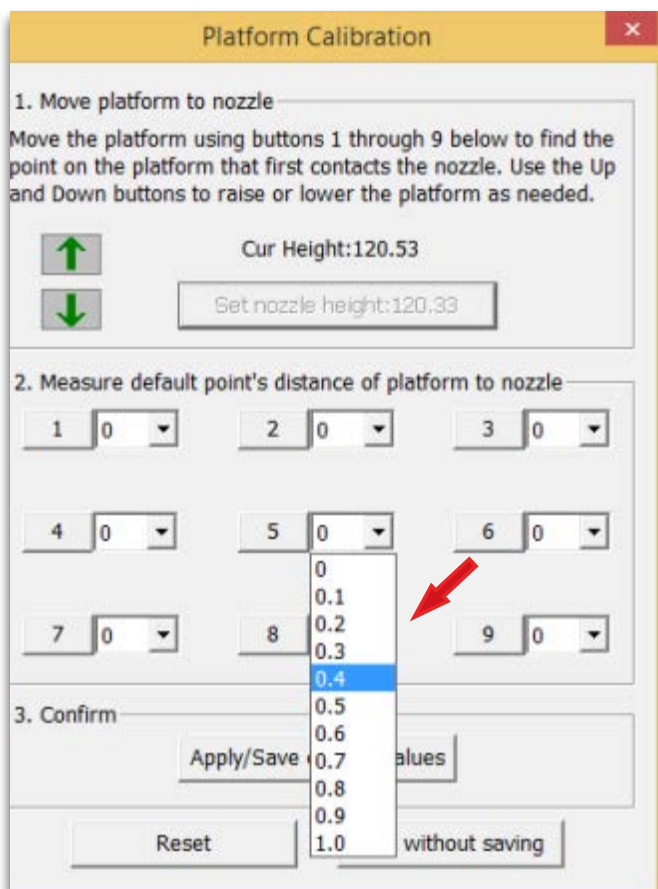 Platform Calibration
×
1. Move platform to nozzle
Move the platform using buttons 1 through 9 below to find the
point on the platform that first contacts the nozzle. Use the Up
and Down buttons to raise or lower the platform as needed.
Cur Height:120.53
Set nozzle height:120.33
2. Measure default point's distance of platform to nozzle
1 0 2 0 3 0
4 0 5 0 6 0
0
0.1
0.2
0.3
0.4
0.5
0.6
0.7
0.8
0.9
1.0
7 0 8 9 0
3. Confirm
Apply/Save alues
Reset without saving